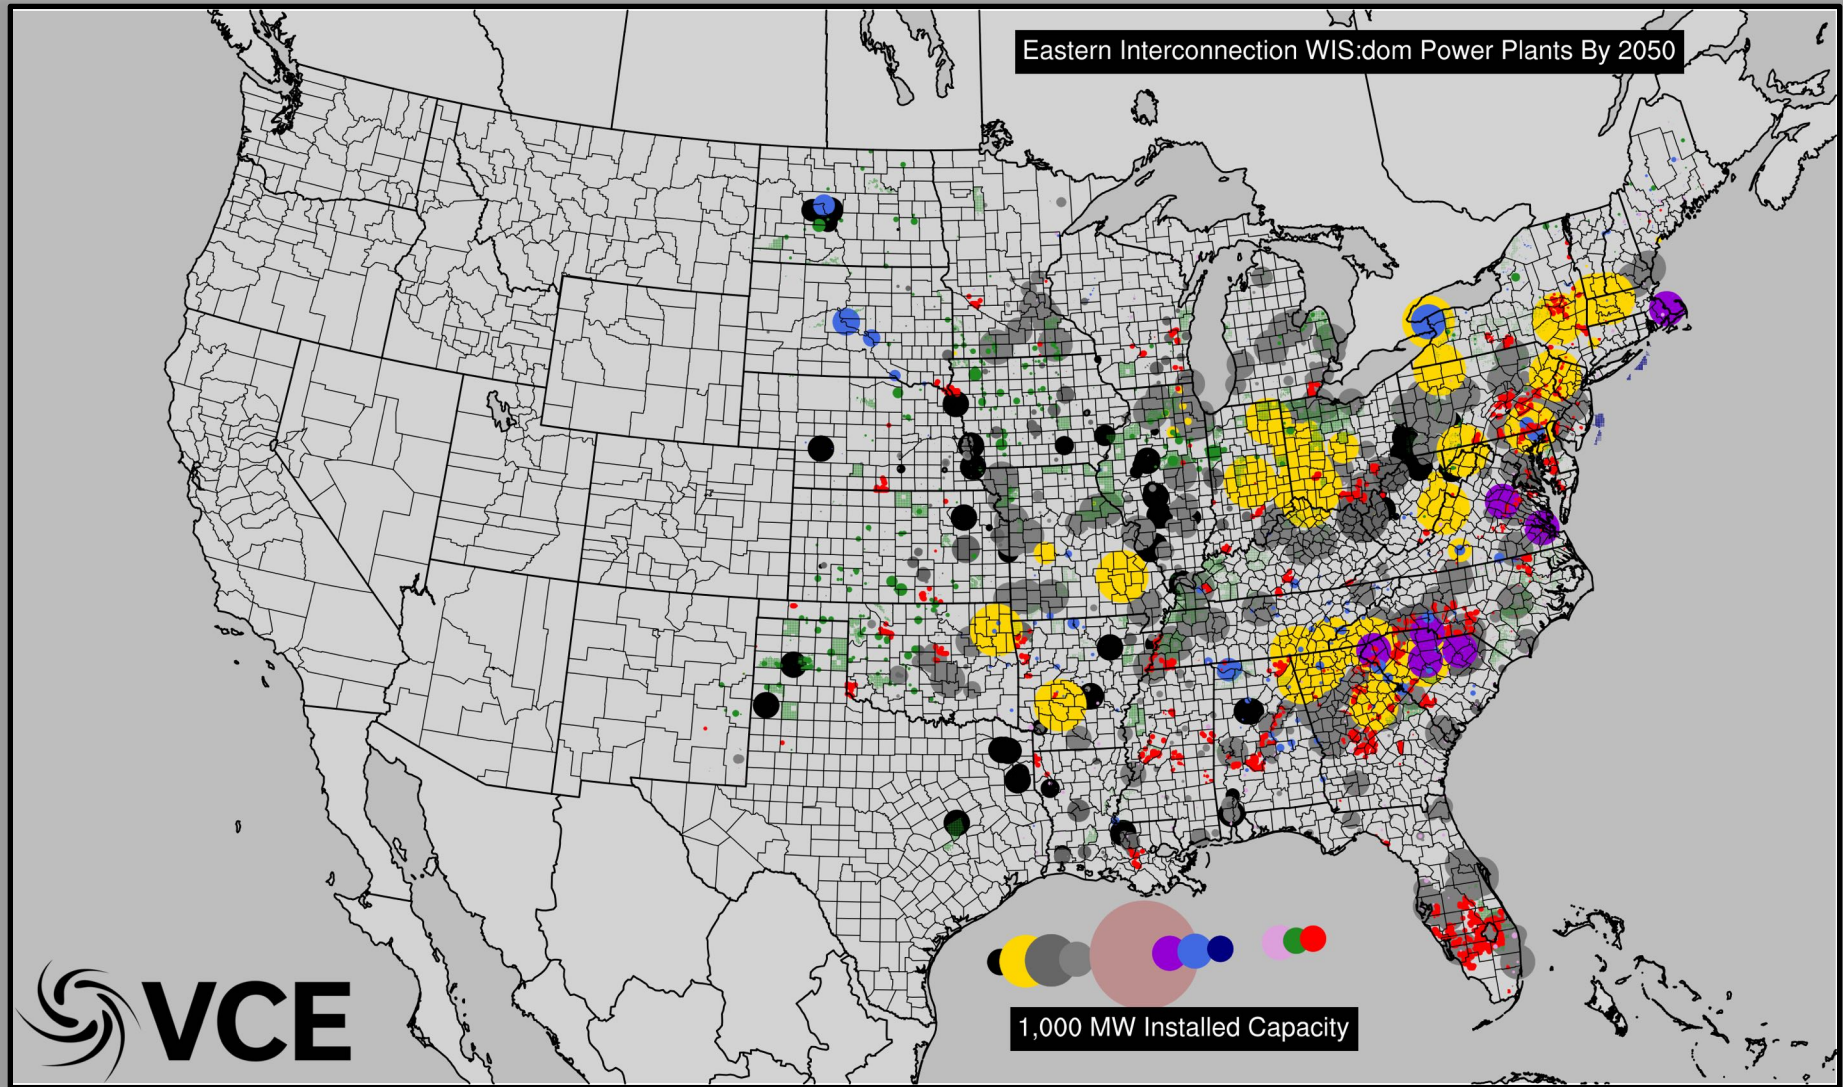 Eastern Interconnection WIS:dom Power Plants By 2050
1,000 MW Installed Capacity
VCE